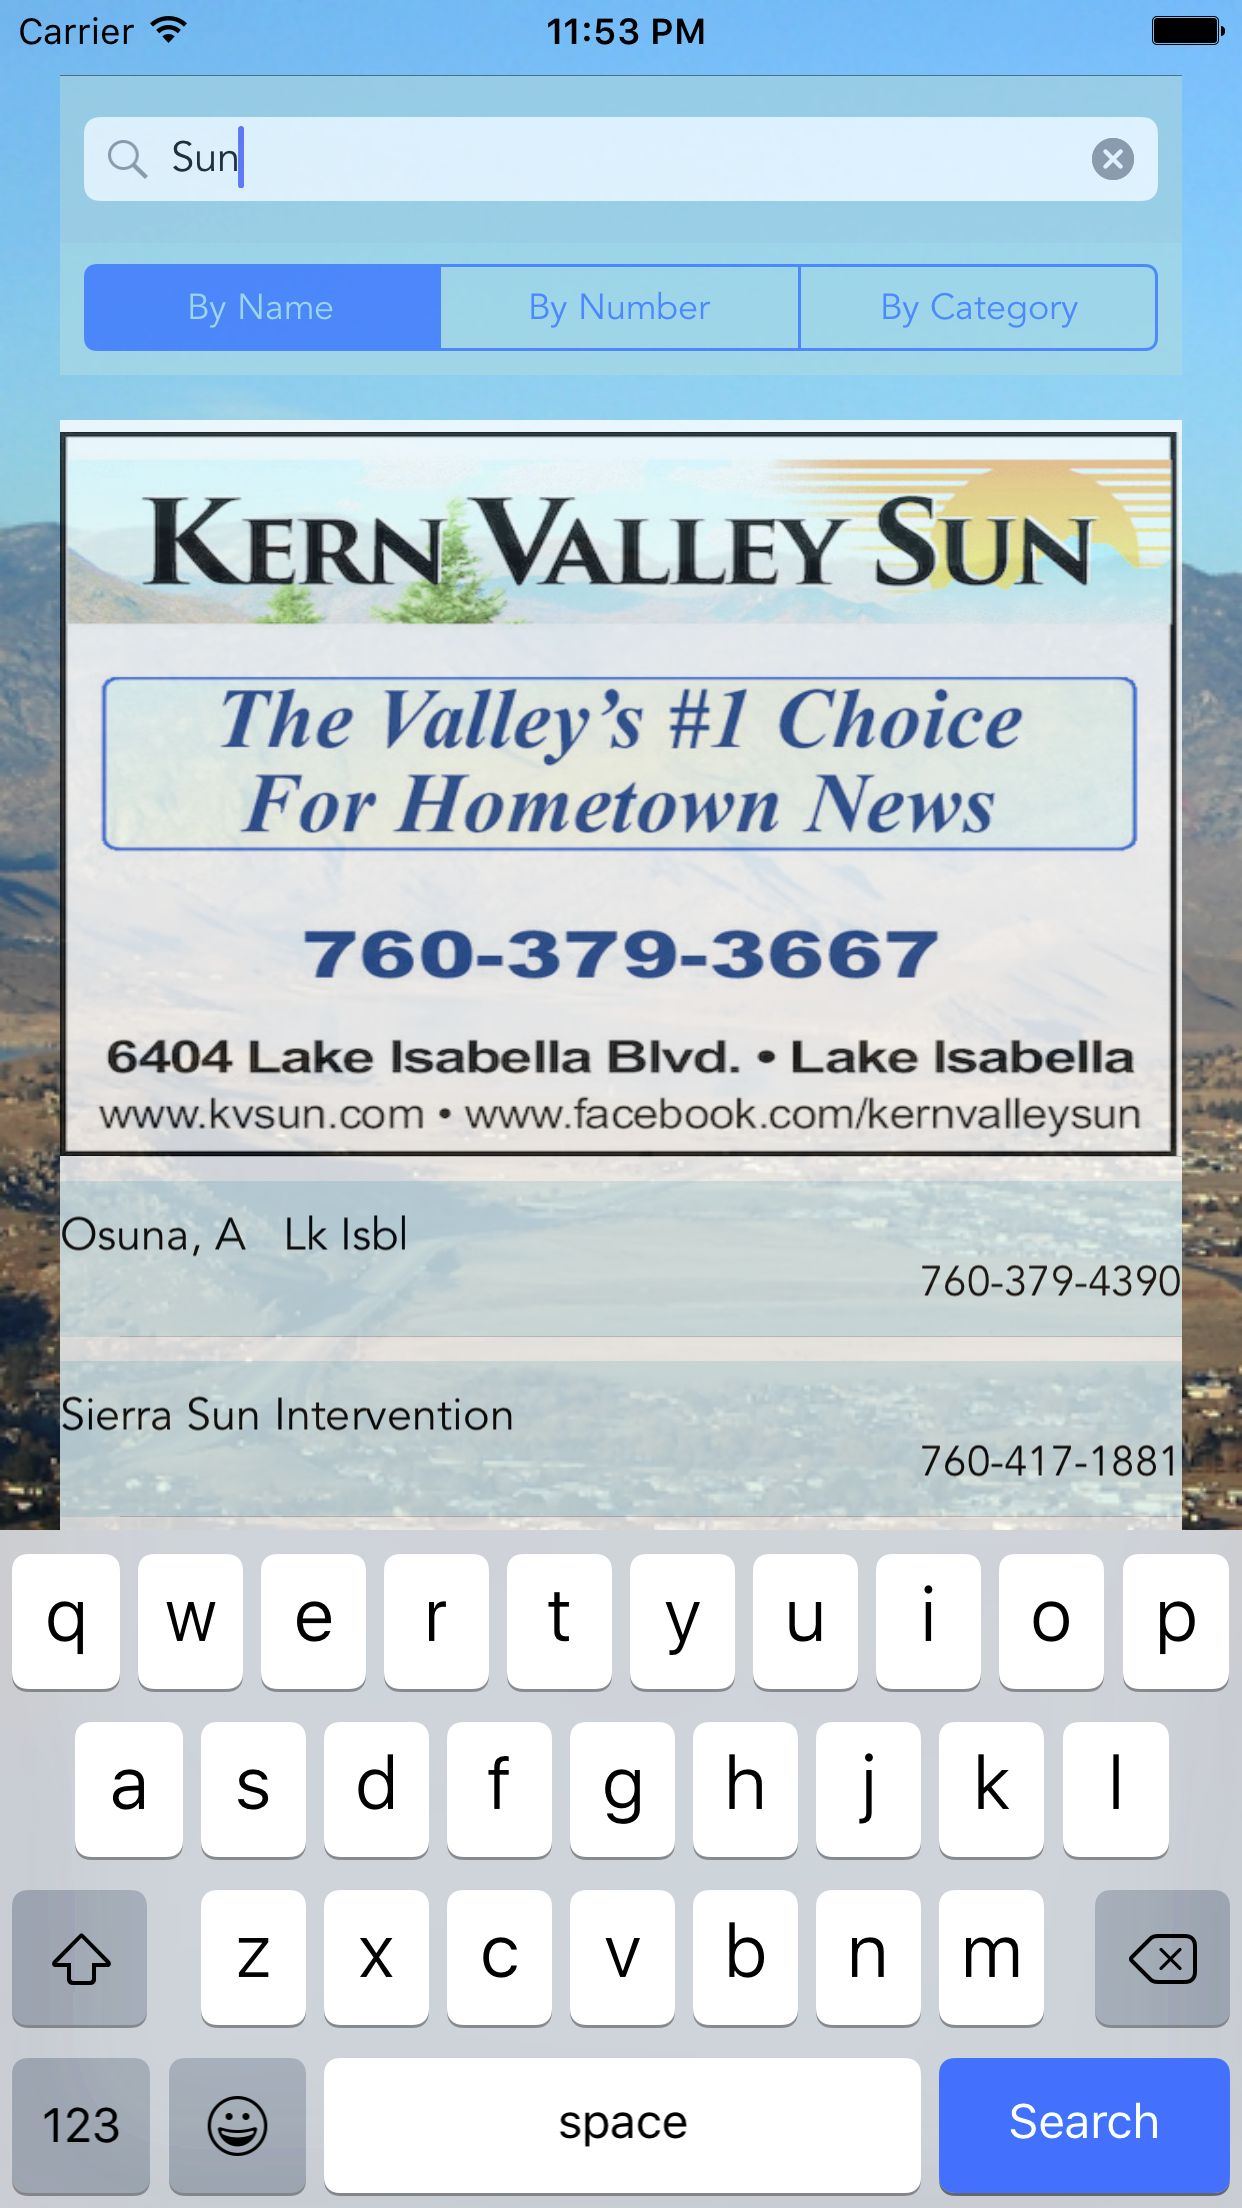 Carrier 11:53 PM
Sun
By Name By Number By Category
KERN VALLEY SUN
The Valley's #1 Choice
For Hometown News
760-379-3667
6404 Lake Isabella Blvd. • Lake Isabella
www.kvsun.com • www.facebook.com/kernvalleysun
Osuna, A Lk Isbl
760-379-4390
Sierra Sun Intervention
760-417-1881
q w e r t y u i o p
a s d f g h j k l
z x c v b n m
123 space Search